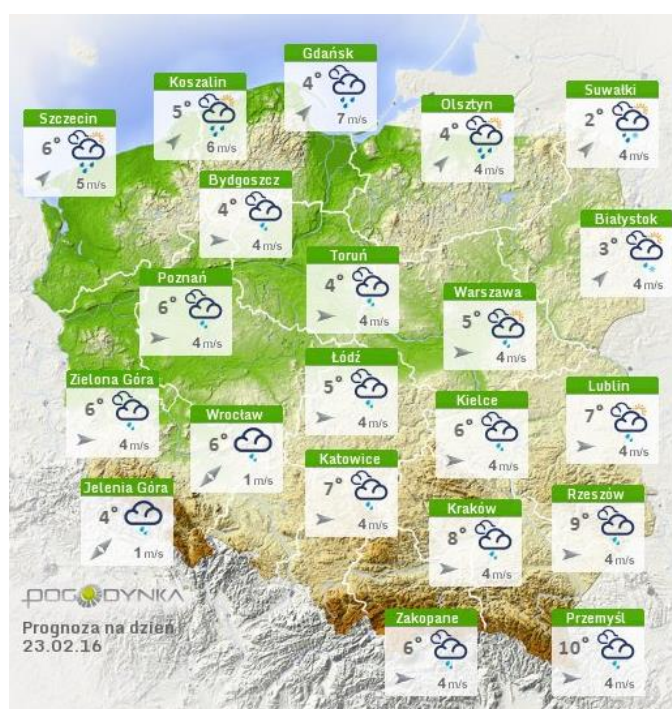 Gdańsk
4°
7 m/s
Koszalin
5°
6 m/s
Suwałki
2°
4 m/s
Olsztyn
4°
4 m/s
Szczecin
6°
5 m/s
Bydgoszcz
4°
4 m/s
Białystok
3°
4 m/s
Toruń
4°
4 m/s
Poznań
6°
4 m/s
Warszawa
5°
4 m/s
Łódź
5°
4 m/s
Zielona Góra
6°
4 m/s
Lublin
7°
4 m/s
Kielce
6°
4 m/s
Wrocław
6°
1 m/s
Katowice
7°
4 m/s
Jelenia Góra
4°
1 m/s
Rzeszów
9°
4 m/s
Kraków
8°
4 m/s
POGODYNKA
Prognoza na dzień
23.02.16
Zakopane
6°
4 m/s
Przemyśl
10°
4 m/s